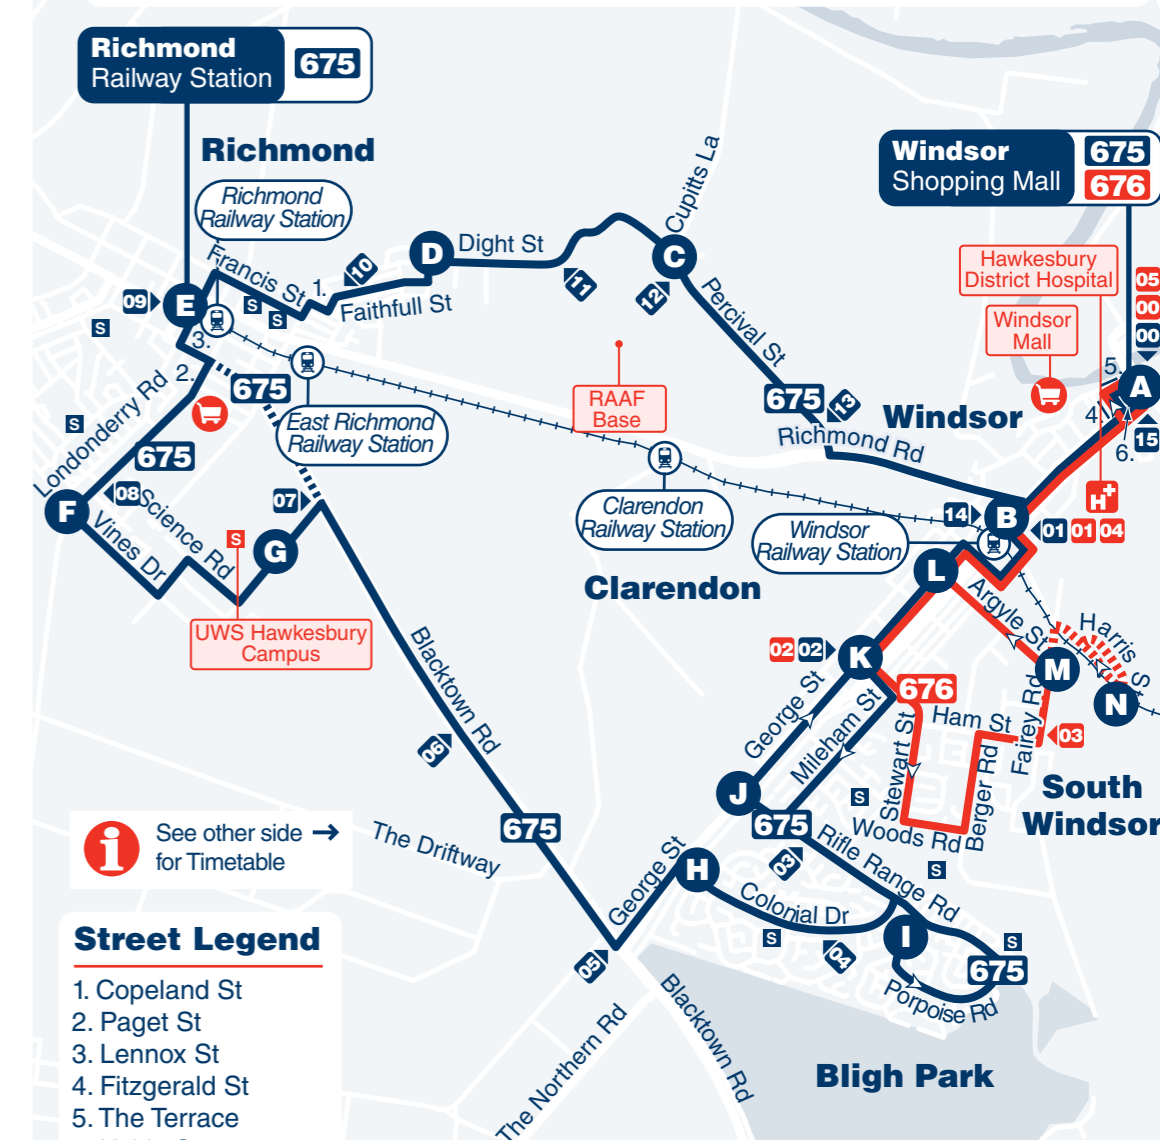 Richmond
Railway Station
675
Richmond
Richmond
Railway Station
Windsor
Shopping Mall
675
676
Cupitts La
Hawkesbury
District Hospital
Windsor
Mall
05
00
00
D
Dight St
C
Francis St
1.
10
Faithfull St
11
12
Percival St
09
E
S
S
S
3.
2.
675
RAAF
Base
675
13
Windsor
5.
A
4.
15
6.
East Richmond
Railway Station
Richmond Rd
Londonderry Rd
S
675
F
08
Science Rd
07
Vines Dr
S
G
Clarendon
Railway Station
Windsor
Railway Station
14
B
H+
01
01
04
Clarendon
L
Argyle St
Harris St
UWS Hawkesbury
Campus
Blacktown Rd
02
02
K
M
N
676
George St
Mileham St
Stewart St
Ham St
Fairey Rd
03
Berger Rd
Woods Rd
South
Windsor
06
J
S
675
675
i
See other side →
for Timetable
The Driftway
03
Rifle Range Rd
S
George St
H
Colonial Dr
S
04
I
S
675
Porpoise Rd
05
Blacktown Rd
The Northern Rd
Bligh Park
Street Legend
1. Copeland St
2. Paget St
3. Lennox St
4. Fitzgerald St
5. The Terrace